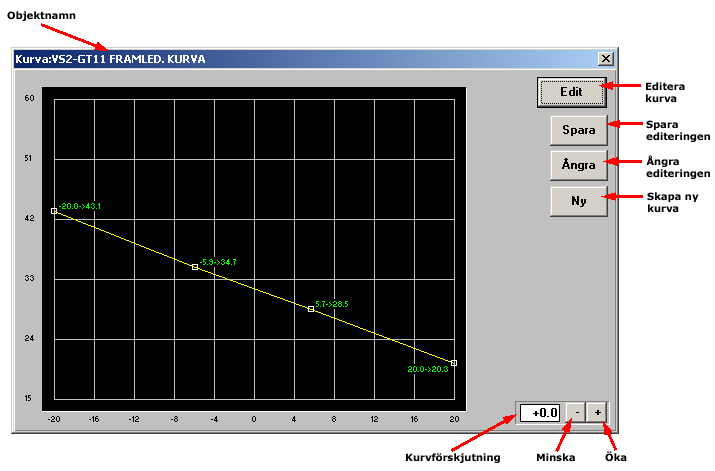 Objektnamn
Kurva:VS2-GT11 FRAMLED. KURVA
Edit
Editera
kurva
Spara
Spara
editeringen
Ångra
Ångra
editeringen
Ny
Skapa ny
kurva
60
51
42
33
24
15
-20.0->43.1
-5.9->34.7
5.7->28.5
20.0->20.3
-20
-16
-12
-8
-4
0
4
8
12
16
20
+0.0
-
+
Kurvförskjutning
Minska
Öka